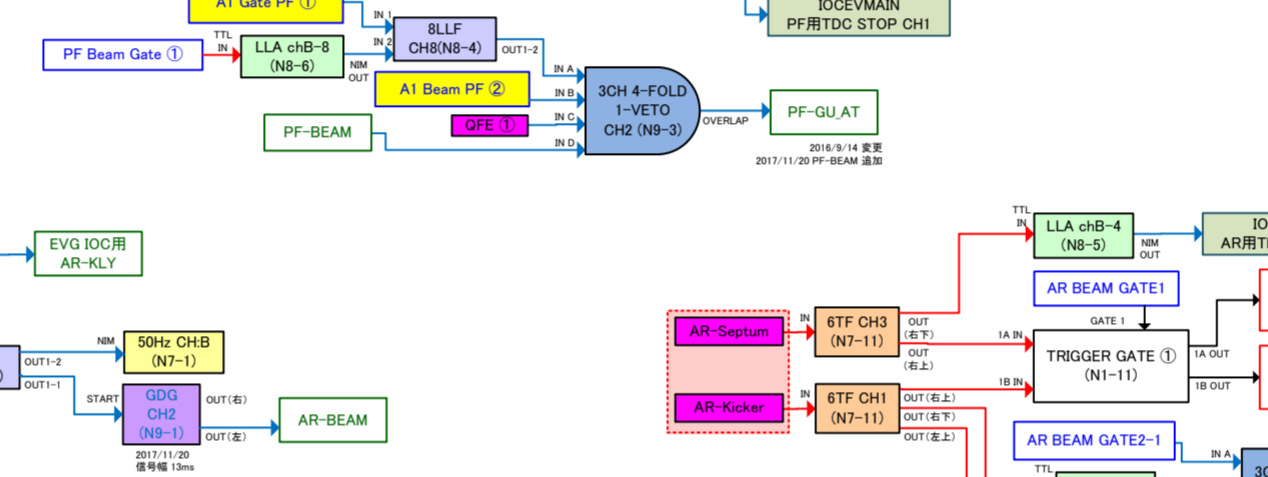 A1 Gate PF ①
IN 1
IOCEVMAIN
PF用TDC STOP CH1
PF Beam Gate ①
TTL
IN
LLA chB-8
(N8-6)
NIM
OUT
IN 2
8LLF
CH8(N8-4)
OUT1-2
A1 Beam PF ②
QFE ①
PF-BEAM
IN A
IN B
IN C
IN D
3CH 4-FOLD
1-VETO
CH2 (N9-3)
OVERLAP
PF-GU_AT
2016/9/14 変更
2017/11/20 PF-BEAM 追加
EVG IOC用
AR-KLY
TTL
IN
LLA chB-4
(N8-5)
NIM
OUT
IO
AR用T
AR BEAM GATE1
GATE 1
AR-Septum
IN
6TF CH3
(N7-11)
OUT
(右下)
OUT
(右上)
1A IN
TRIGGER GATE ①
(N1-11)
1A OUT
1B OUT
1B IN
AR-Kicker
IN
6TF CH1
(N7-11)
OUT(右上)
OUT(右下)
OUT(左上)
)
OUT1-2
OUT1-1
NIM
50Hz CH:B
(N7-1)
START
GDG
CH2
(N9-1)
OUT(右)
OUT(左)
AR-BEAM
2017/11/20
信号幅 13ms
AR BEAM GATE2-1
IN A
TTL
3C